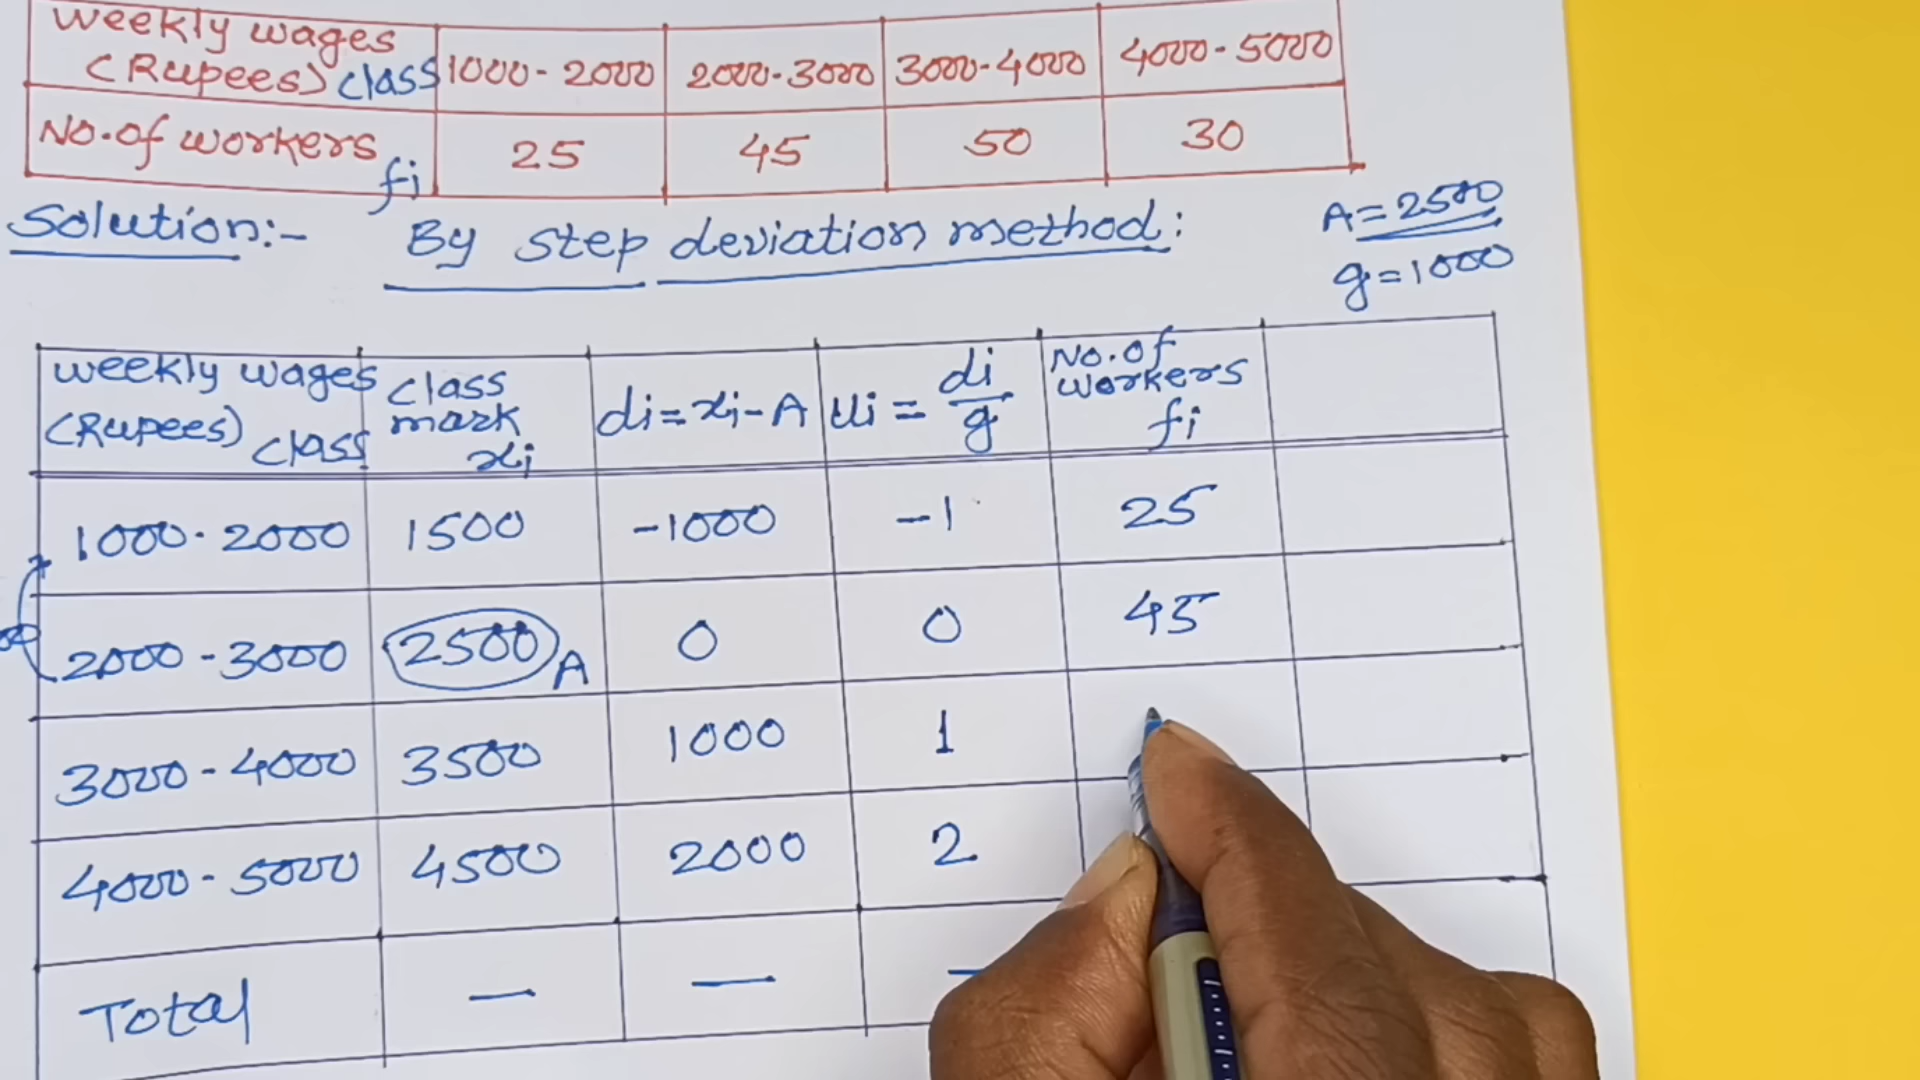 Weekly wages (Rupees) class 1000-2000 2000-3000 3000-4000 4000-5000
No. of workers fi 25 45 50 30
Solution:- By step deviation method: A=2500
g=1000
Weekly wages (Rupees) class Class mark xi di=xi-A ui=di/g No. of workers fi
1000-2000 1500 -1000 -1 25
2000-3000 2500 A 0 0 45
3000-4000 3500 1000 1
4000-5000 4500 2000 2
Total — — —